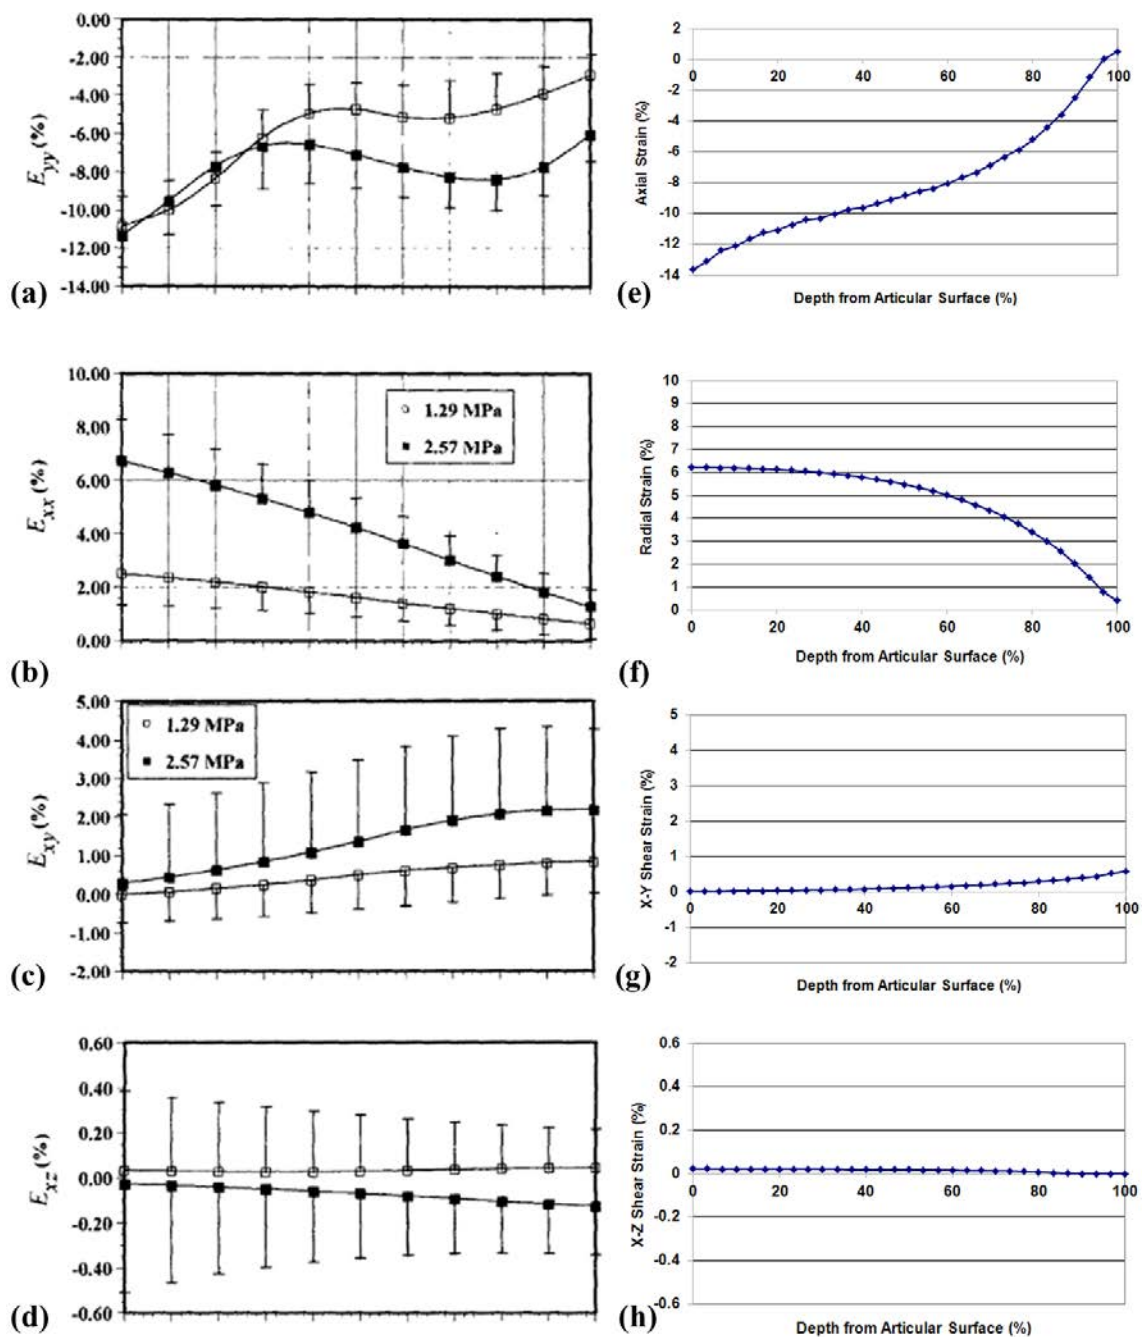 0.00
-2.00
-4.00
-6.00
-8.00
-10.00
-12.00
-14.00
E_yy (%)
(a)
2
0
-2
-4
-6
-8
-10
-12
-14
0 20 40 60 80 100
Axial Strain (%)
Depth from Articular Surface (%)
(e)
10.00
8.00
6.00
4.00
2.00
0.00
E_xx (%)
1.29 MPa
2.57 MPa
(b)
10
9
8
7
6
5
4
3
2
1
0
0 20 40 60 80 100
Radial Strain (%)
Depth from Articular Surface (%)
(f)
5.00
4.00
3.00
2.00
1.00
0.00
-1.00
-2.00
E_xy (%)
1.29 MPa
2.57 MPa
(c)
5
4
3
2
1
0
-1
-2
0 20 40 60 80 100
X-Y Shear Strain (%)
Depth from Articular Surface (%)
(g)
0.60
0.40
0.20
0.00
-0.20
-0.40
-0.60
E_xz (%)
(d)
0.6
0.4
0.2
0
-0.2
-0.4
-0.6
0 20 40 60 80 100
X-Z Shear Strain (%)
Depth from Articular Surface (%)
(h)